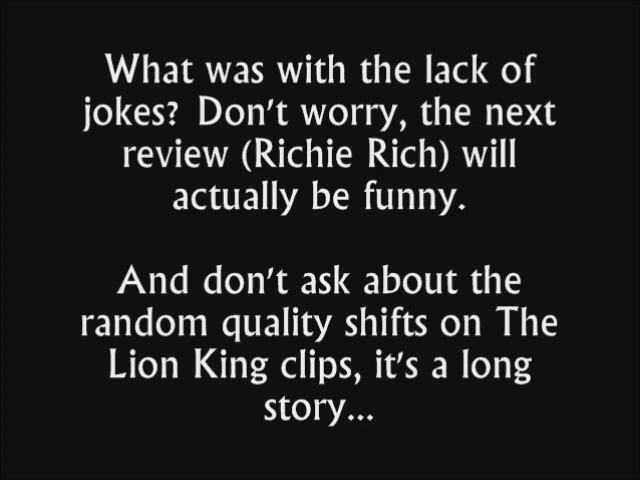 What was with the lack of
jokes? Don't worry, the next
review (Richie Rich) will
actually be funny.
And don't ask about the
random quality shifts on The
Lion King clips, it's a long
story...